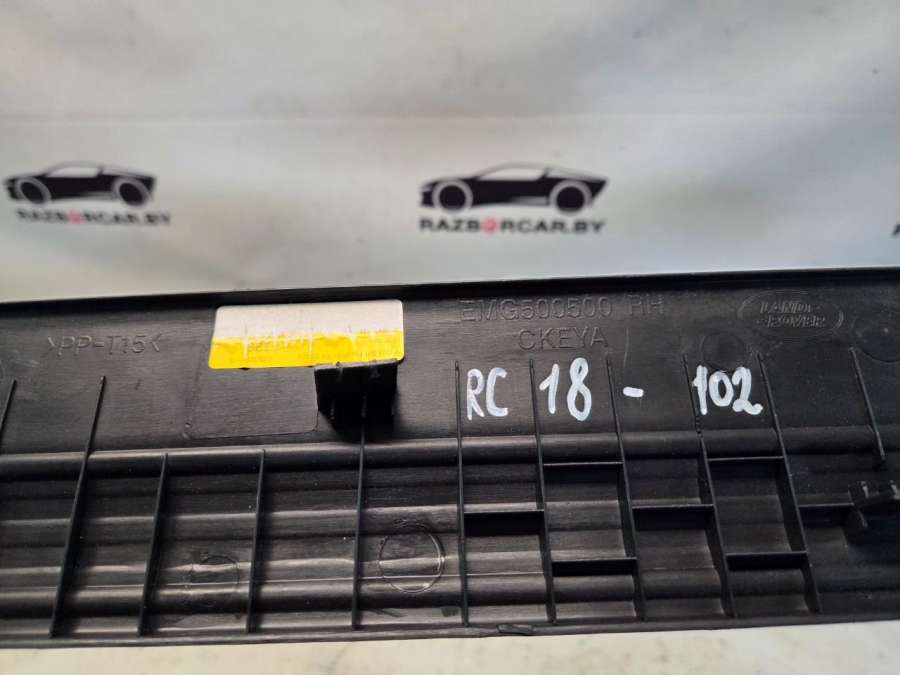 RAZBORCAR.BY
RAZBORCAR.BY
EMG500500 RH
LAND-
-ROVER
>PP-T15<
CKEYA
RC 18 - 102